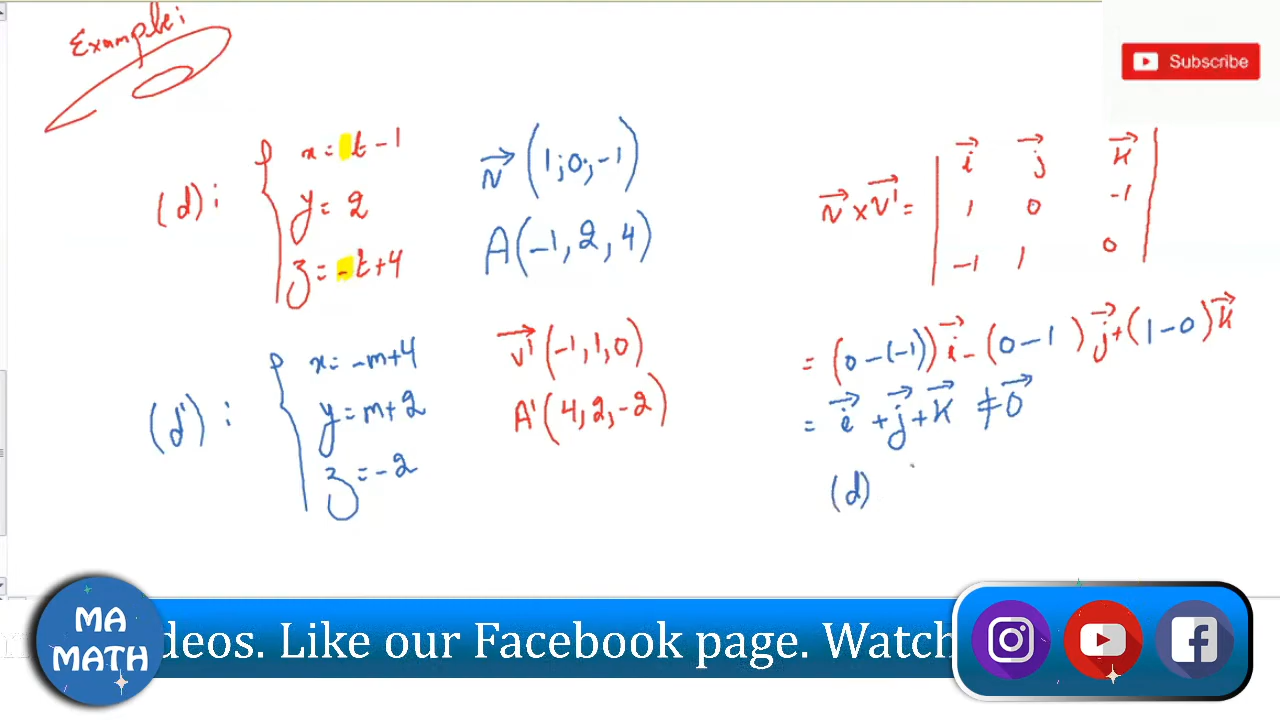 Example:
Subscribe
(d): { x = t - 1
y = 2
z = -t + 4
V⃗ (1; 0; -1)
A(-1, 2, 4)
V⃗ × V⃗' = | i⃗ j⃗ k⃗ |
| 1 0 -1 |
| -1 1 0 |
(d'): { x = -m + 4
y = m + 2
z = -2
V⃗' (-1, 1, 0)
A'(4, 2, -2)
= (0 - (-1)) i⃗ - (0 - 1) j⃗ + (1 - 0) k⃗
= i⃗ + j⃗ + k⃗ ≠ 0⃗
(d)
MA
MATH
deos. Like our Facebook page. Watch